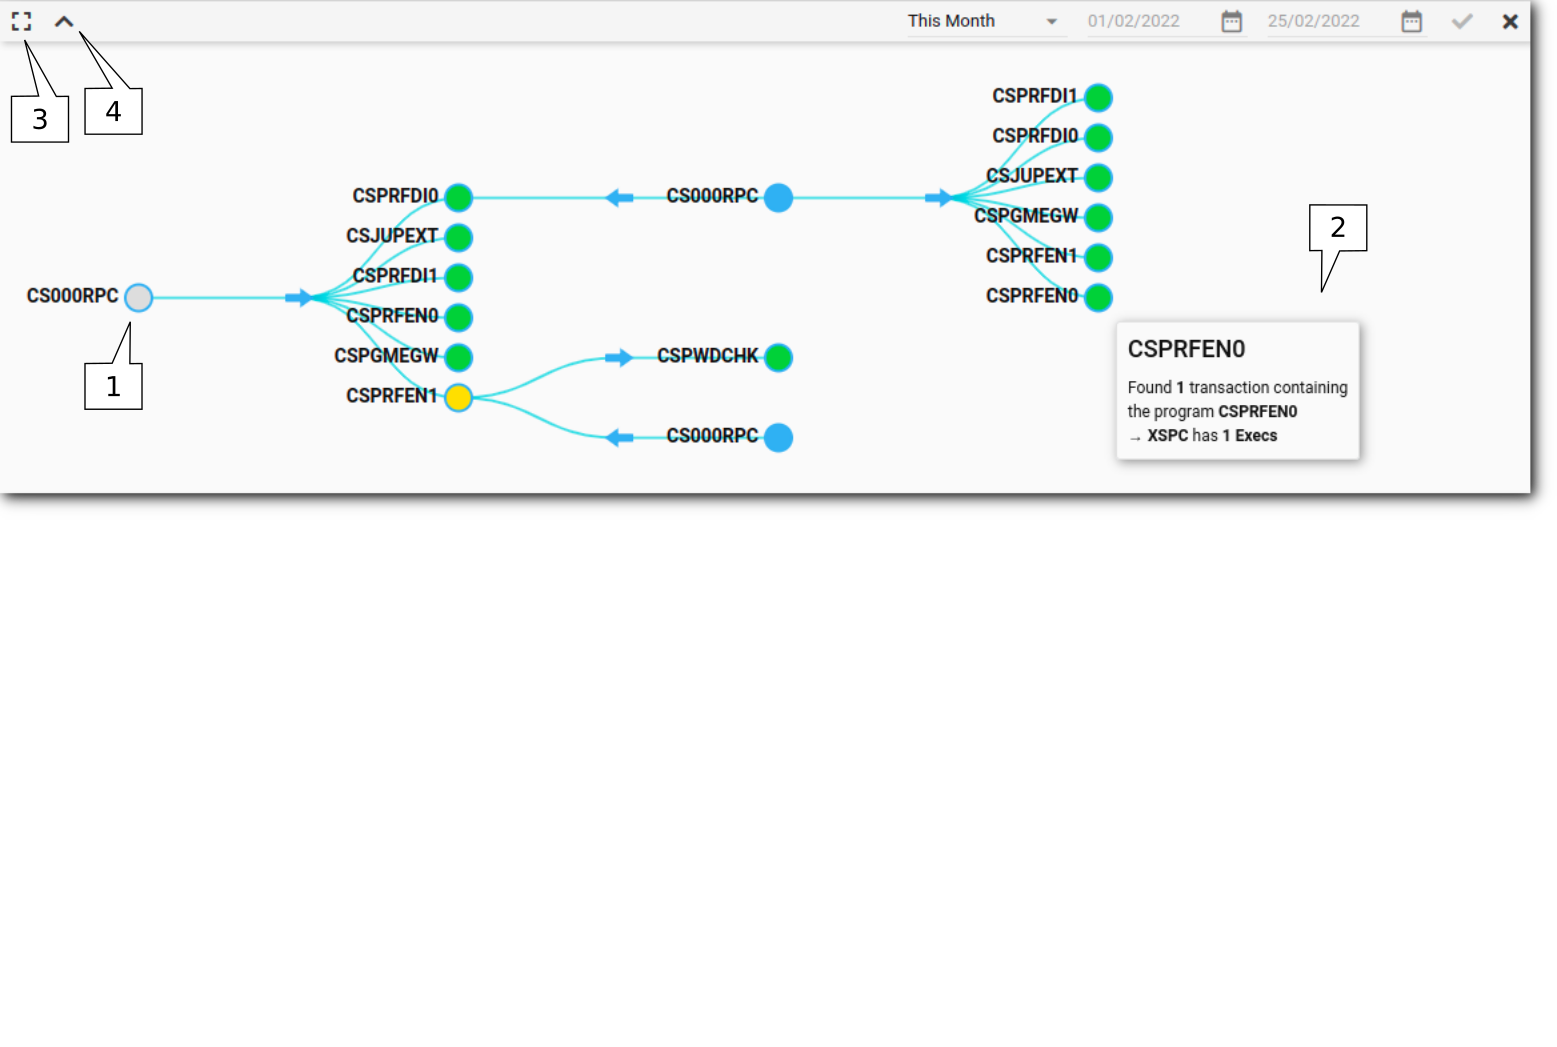 This Month 01/02/2022 25/02/2022
3
4
CSPRFDI1
CSPRFDI0
CSJUPEXT
CSPGMEGW
CSPRFEN1
CSPRFEN0
CSPRFDI0
CS000RPC
CSJUPEXT
CSPRFDI1
CS000RPC
CSPRFEN0
CSPGMEGW
CSPWDCHK
CSPRFEN1
CS000RPC
1
2
CSPRFEN0
Found 1 transaction containing
the program CSPRFEN0
→ XSPC has 1 Execs